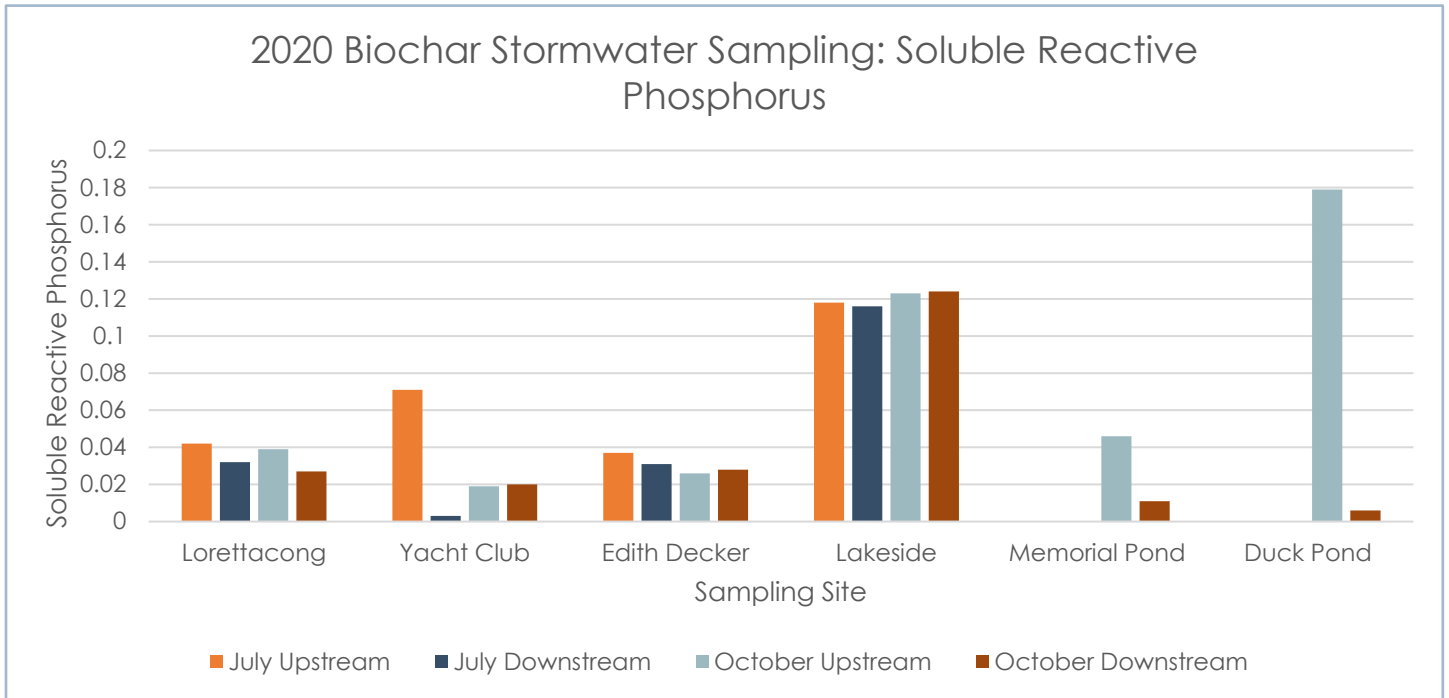 2020 Biochar Stormwater Sampling: Soluble Reactive
Phosphorus
Soluble Reactive Phosphorus
0.2
0.18
0.16
0.14
0.12
0.1
0.08
0.06
0.04
0.02
0
Lorettacong Yacht Club Edith Decker Lakeside Memorial Pond Duck Pond
Sampling Site
July Upstream July Downstream October Upstream October Downstream